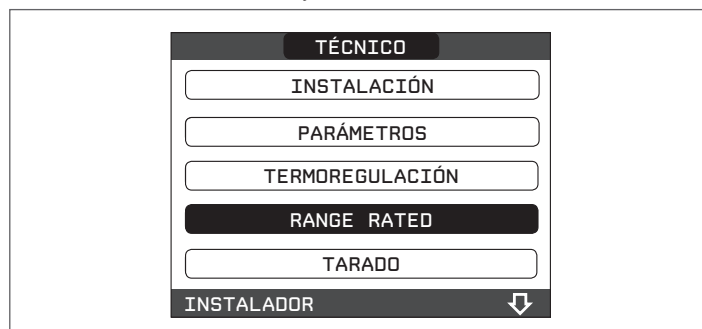 TÉCNICO
INSTALACIÓN
PARÁMETROS
TERMOREGULACIÓN
RANGE RATED
TARADO
INSTALADOR